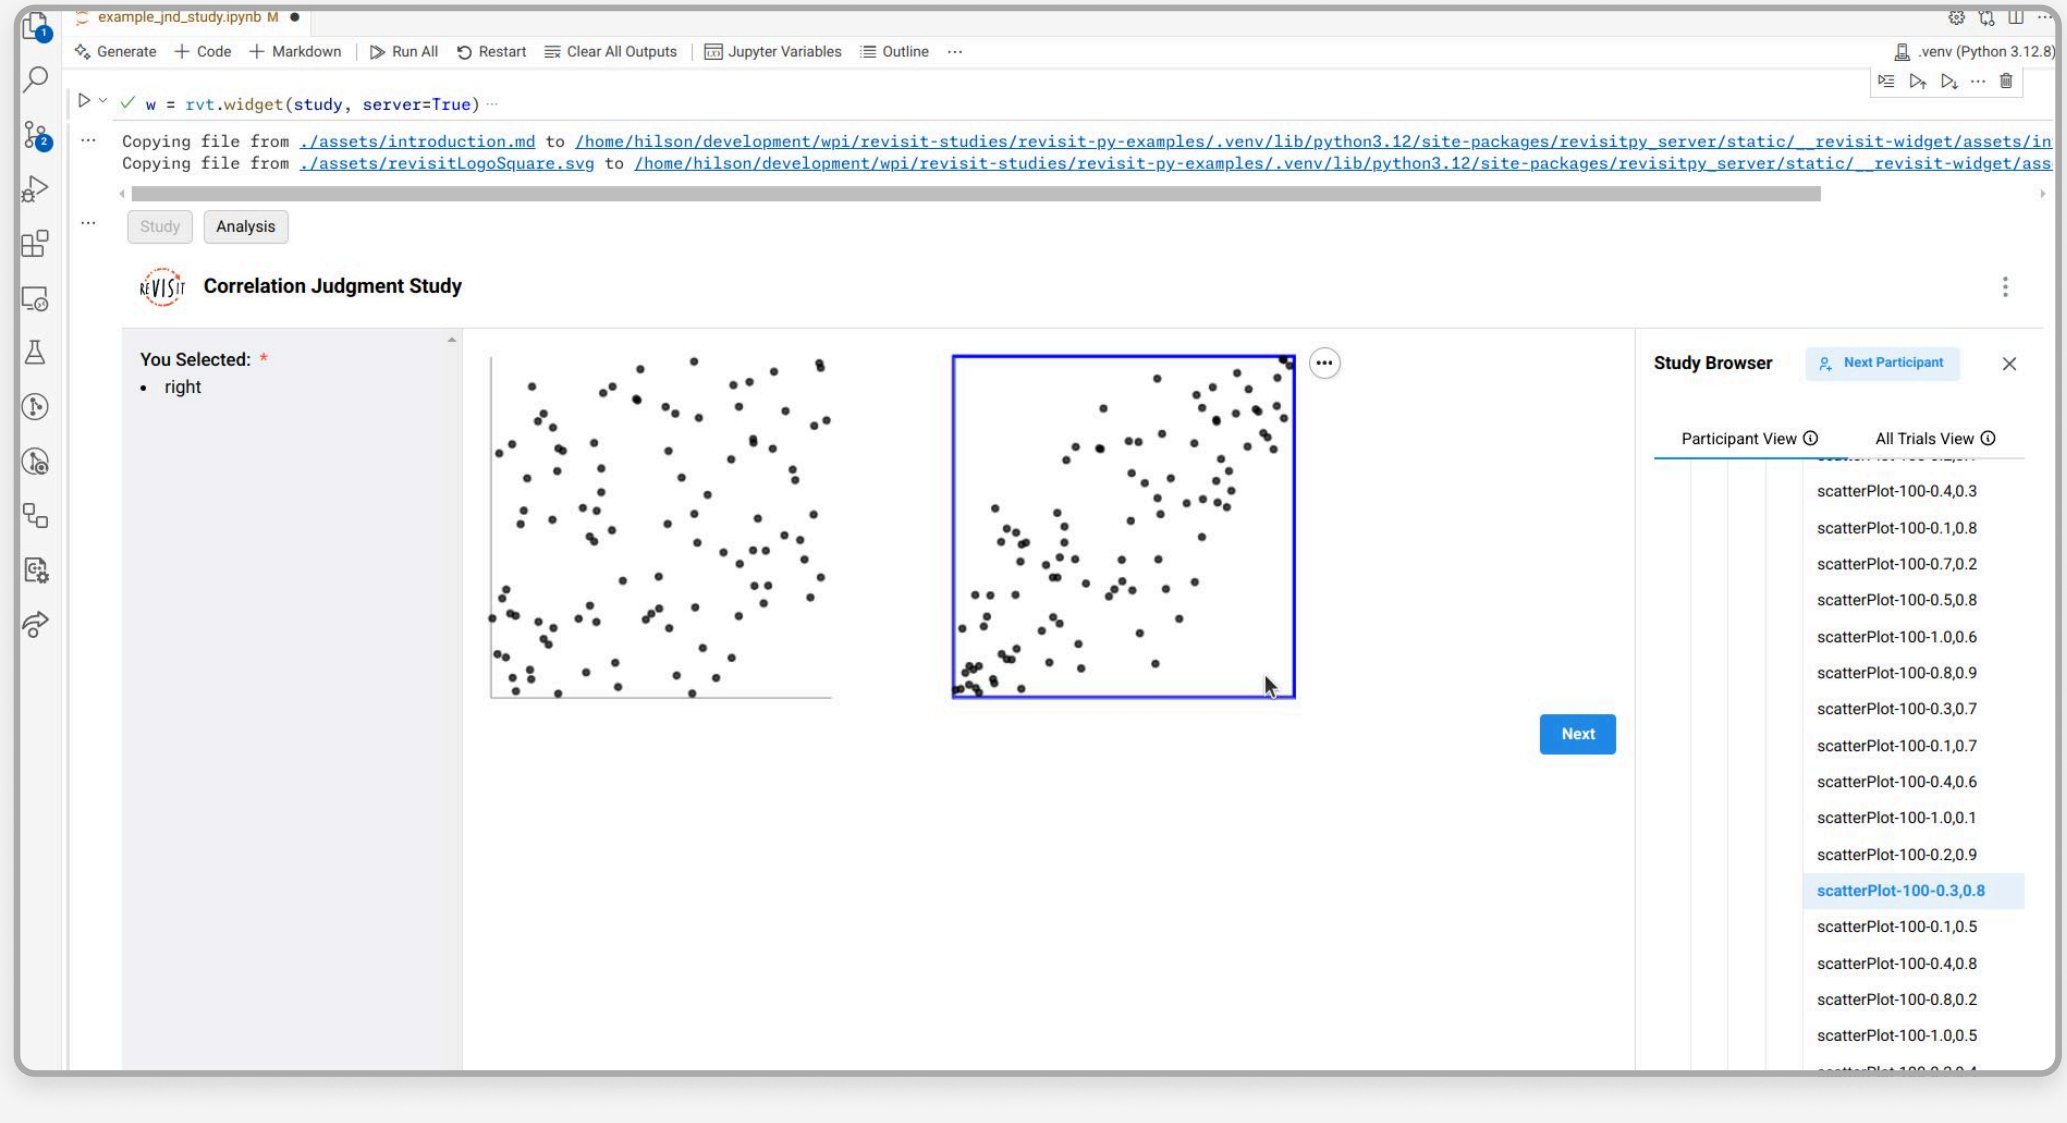 example_jnd_study.ipynb M
1
Generate Code Markdown Run All Restart Clear All Outputs Jupyter Variables Outline ... .venv (Python 3.12.8)
w = rvt.widget(study, server=True) ...
2
Copying file from ./assets/introduction.md to /home/hilson/development/wpi/revisit-studies/revisit-py-examples/.venv/lib/python3.12/site-packages/revisitpy_server/static/__revisit-widget/assets/in
Copying file from ./assets/revisitLogoSquare.svg to /home/hilson/development/wpi/revisit-studies/revisit-py-examples/.venv/lib/python3.12/site-packages/revisitpy_server/static/__revisit-widget/ass
Study Analysis
REVISIT Correlation Judgment Study
You Selected: *
• right
Study Browser Next Participant
Participant View All Trials View
scatterPlot-100-0.4,0.3
scatterPlot-100-0.1,0.8
scatterPlot-100-0.7,0.2
scatterPlot-100-0.5,0.8
scatterPlot-100-1.0,0.6
scatterPlot-100-0.8,0.9
scatterPlot-100-0.3,0.7
Next
scatterPlot-100-0.1,0.7
scatterPlot-100-0.4,0.6
scatterPlot-100-1.0,0.1
scatterPlot-100-0.2,0.9
scatterPlot-100-0.3,0.8
scatterPlot-100-0.1,0.5
scatterPlot-100-0.4,0.8
scatterPlot-100-0.8,0.2
scatterPlot-100-1.0,0.5